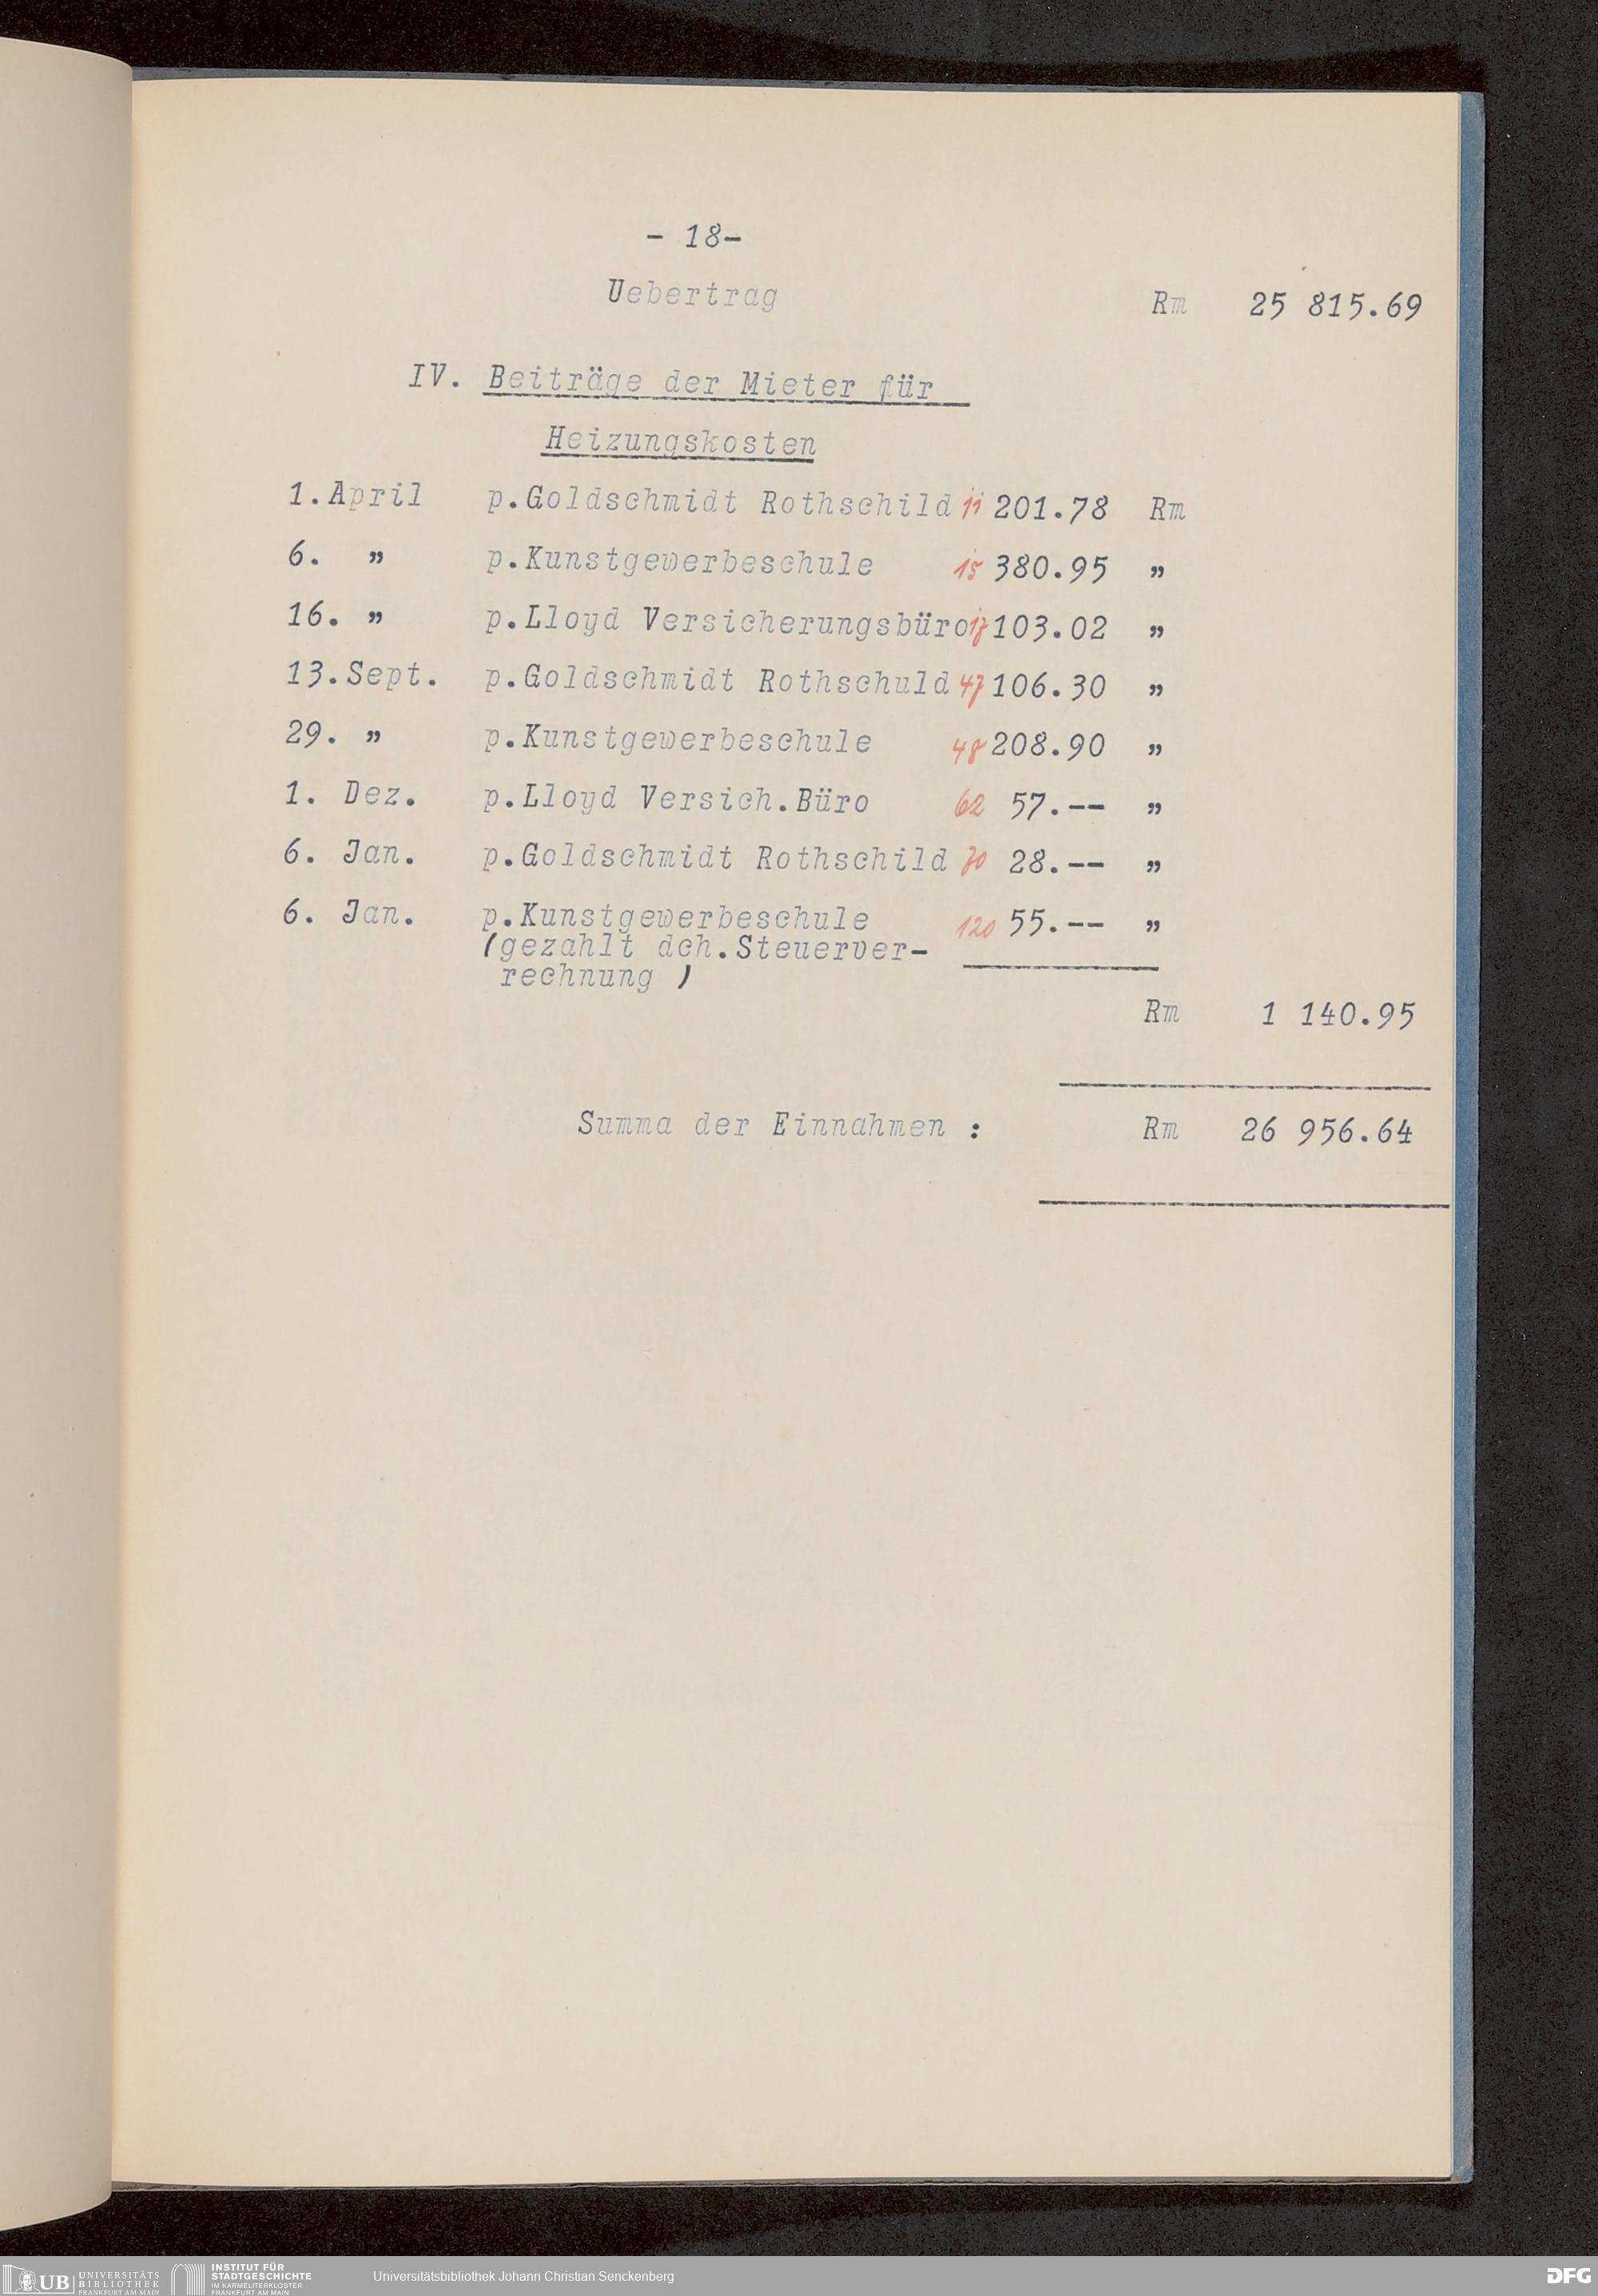 - 18-
Uebertrag Rm 25 815.69
IV. Beiträge der Mieter für
Heizungskosten
1.April p.Goldschmidt Rothschild 11 201.78 Rm
6. „ p.Kunstgewerbeschule 15 380.95 „
16. „ p.Lloyd Versicherungsbüro 17 103.02 „
13.Sept. p.Goldschmidt Rothschuld 47 106.30 „
29. „ p.Kunstgewerbeschule 48 208.90 „
1. Dez. p.Lloyd Versich.Büro 62 57.-- „
6. Jan. p.Goldschmidt Rothschild 70 28.-- „
6. Jan. p.Kunstgewerbeschule 120 55.-- „
(gezahlt dch.Steuerver-
rechnung )
Rm 1 140.95
Summa der Einnahmen : Rm 26 956.64
UB UNIVERSITÄTS BIBLIOTHEK FRANKFURT AM MAIN
INSTITUT FÜR STADTGESCHICHTE IM KARMELITERKLOSTER FRANKFURT AM MAIN
Universitätsbibliothek Johann Christian Senckenberg
DFG